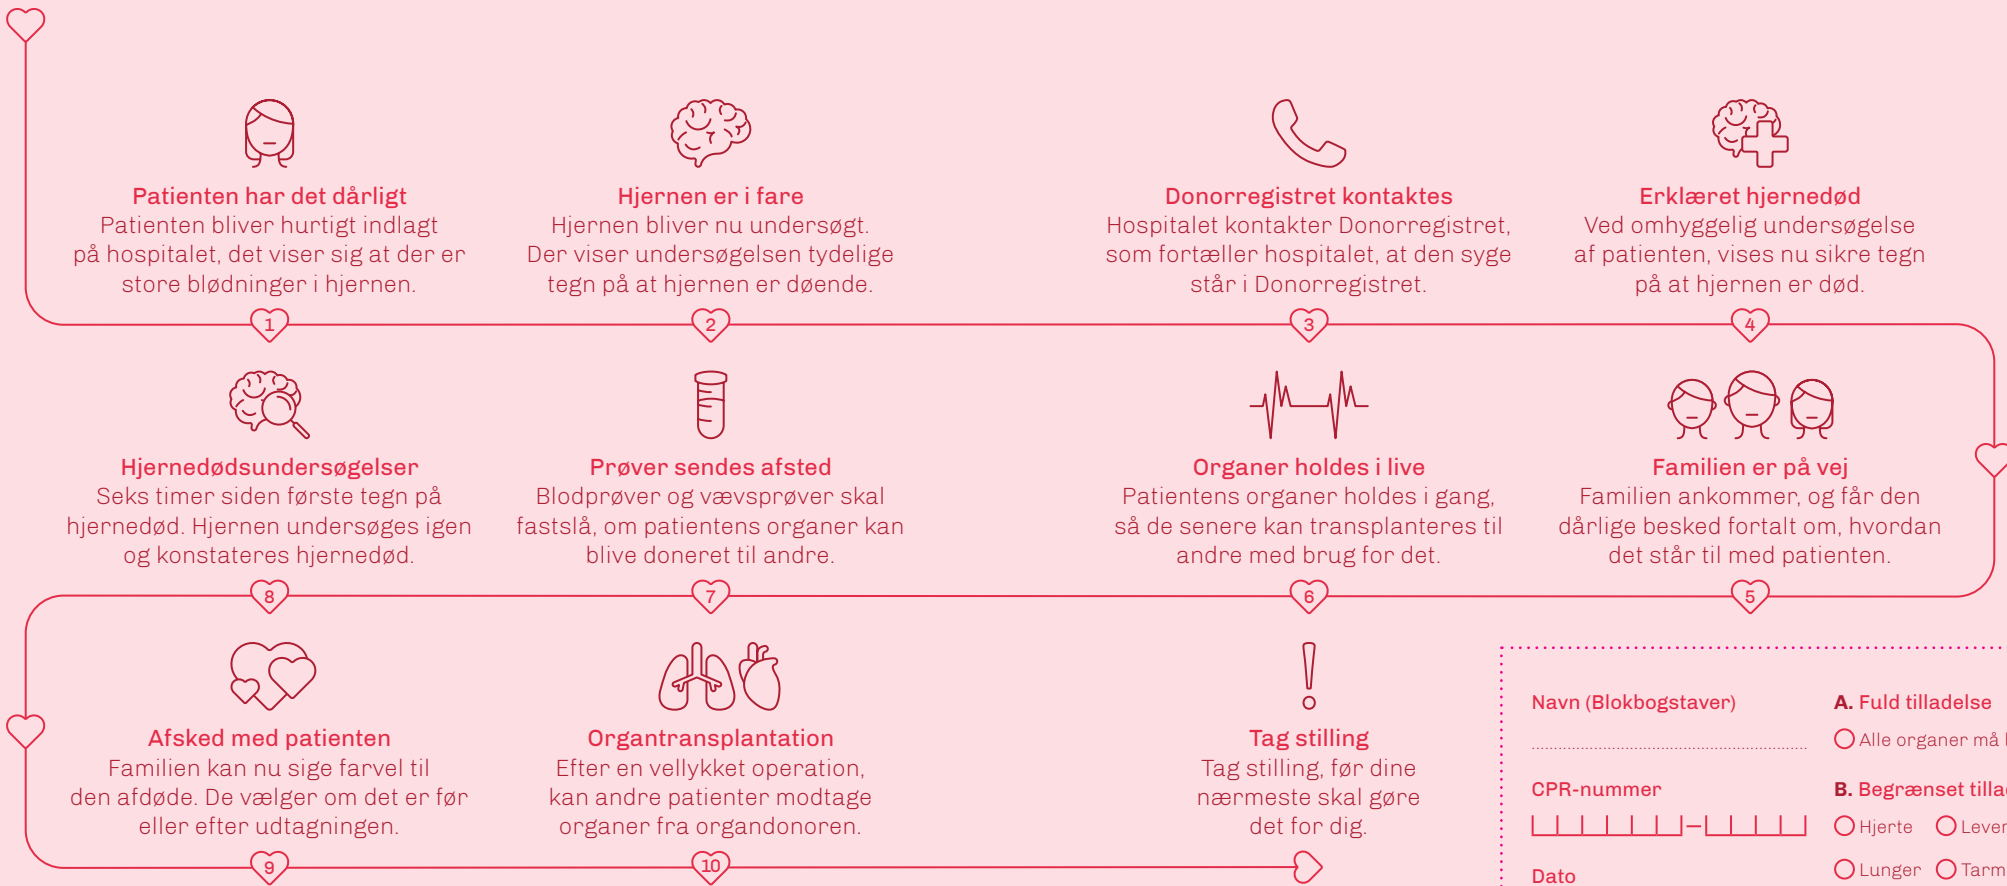 Patienten har det dårligt
Patienten bliver hurtigt indlagt
på hospitalet, det viser sig at der er
store blødninger i hjernen.
1
Hjernen er i fare
Hjernen bliver nu undersøgt.
Der viser undersøgelsen tydelige
tegn på at hjernen er døende.
2
Donorregistret kontaktes
Hospitalet kontakter Donorregistret,
som fortæller hospitalet, at den syge
står i Donorregistret.
3
Erklæret hjernedød
Ved omhyggelig undersøgelse
af patienten, vises nu sikre tegn
på at hjernen er død.
4
Familien er på vej
Familien ankommer, og får den
dårlige besked fortalt om, hvordan
det står til med patienten.
5
Organer holdes i live
Patientens organer holdes i gang,
så de senere kan transplanteres til
andre med brug for det.
6
Prøver sendes afsted
Blodprøver og vævsprøver skal
fastslå, om patientens organer kan
blive doneret til andre.
7
Hjernedødsundersøgelser
Seks timer siden første tegn på
hjernedød. Hjernen undersøges igen
og konstateres hjernedød.
8
Afsked med patienten
Familien kan nu sige farvel til
den afdøde. De vælger om det er før
eller efter udtagningen.
9
Organtransplantation
Efter en vellykket operation,
kan andre patienter modtage
organer fra organdonoren.
10
Tag stilling
Tag stilling, før dine
nærmeste skal gøre
det for dig.
Navn (Blokbogstaver)
CPR-nummer
Dato
A. Fuld tilladelse
Alle organer må
B. Begrænset
Hjerte Lever
Lunger Tarm